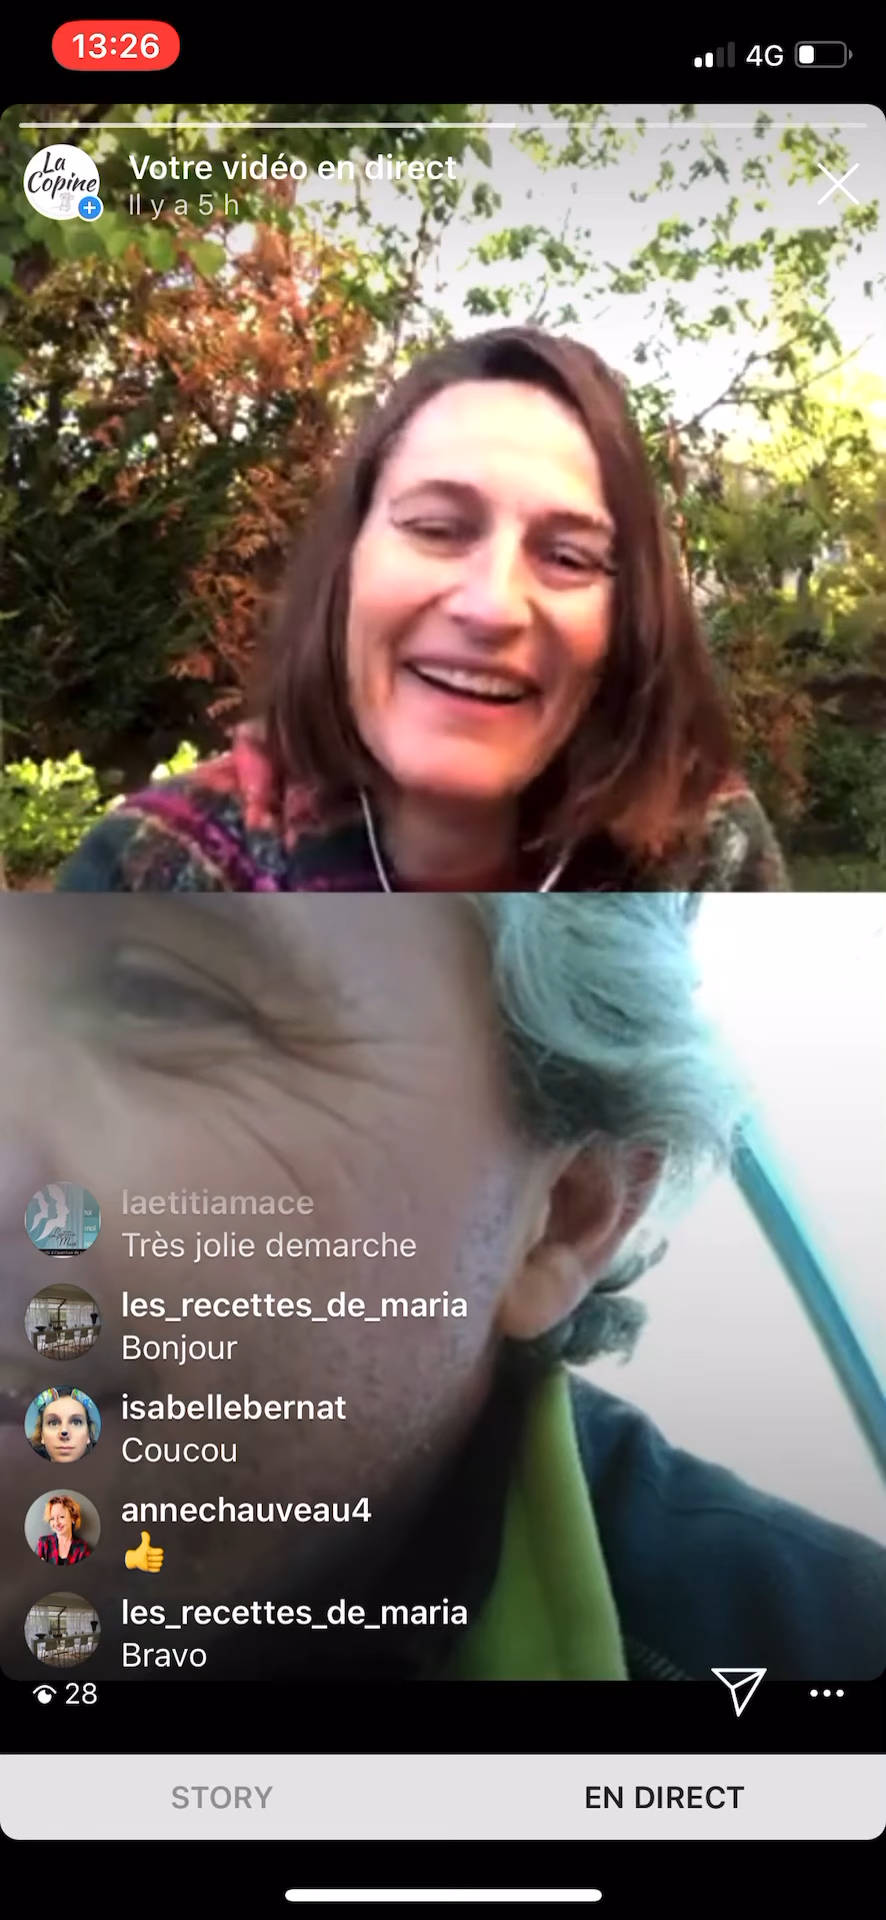 13:26
4G
La
Copine
Votre vidéo en direct
Il y a 5 h
laetitiamace
Très jolie demarche
les_recettes_de_maria
Bonjour
isabellebernat
Coucou
annechauveau4
👍
les_recettes_de_maria
Bravo
28
STORY
EN DIRECT